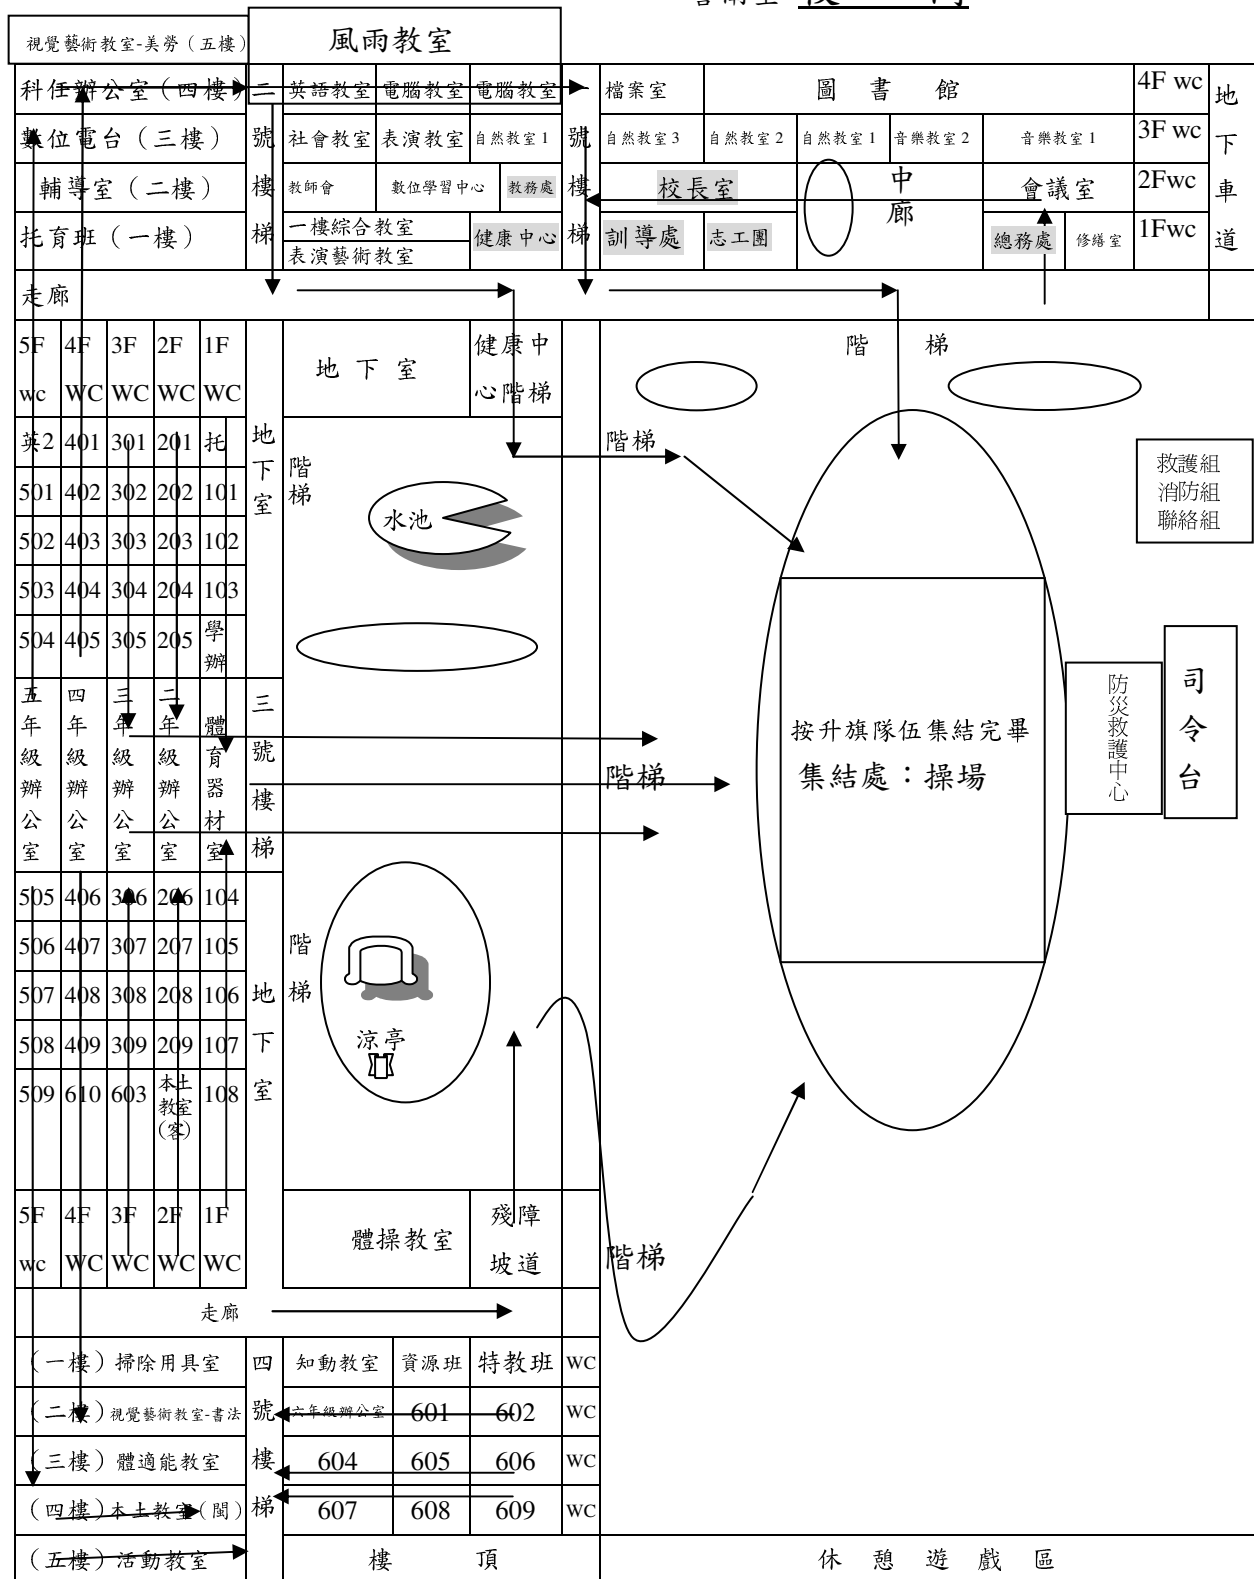 視覺藝術教室-美勞（五樓）
風雨教室
科任辦公室（四樓）
二號樓梯
英語教室
電腦教室
電腦教室
號樓梯
檔案室
圖 書 館
4F wc
地下車道
數位電台（三樓）
社會教室
表演教室
自然教室1
自然教室3
自然教室2
自然教室1
音樂教室2
音樂教室1
3F wc
輔導室（二樓）
教師會
數位學習中心
教務處
校長室
中廊
會議室
2Fwc
托育班（一樓）
一樓綜合教室
表演藝術教室
健康中心
訓導處
志工團
總務處
修繕室
1Fwc
走廊
5F wc
4F WC
3F WC
2F WC
1F WC
地下室
地 下 室
健康中心階梯
階 梯
英2 401 301 201 托
501 402 302 202 101
502 403 303 203 102
503 404 304 204 103
504 405 305 205 學辦
階梯
水池
階梯
救護組
消防組
聯絡組
五年級辦公室
四年級辦公室
三年級辦公室
二年級辦公室
體育器材室
三號樓梯
階梯
按升旗隊伍集結完畢
集結處：操場
防災救護中心
司令台
505 406 306 206 104
506 407 307 207 105
507 408 308 208 106
508 409 309 209 107
509 610 603 本土教室(客) 108
地下室
階梯
涼亭
5F wc
4F WC
3F WC
2F WC
1F WC
體操教室
殘障坡道
階梯
走廊
（一樓）掃除用具室
四號樓梯
知動教室
資源班
特教班
WC
（二樓）視覺藝術教室-書法
六年級辦公室
601
602
WC
（三樓）體適能教室
604
605
606
WC
（四樓）本土教室(閩)
607
608
609
WC
（五樓）活動教室
樓 頂
休 憩 遊 戲 區